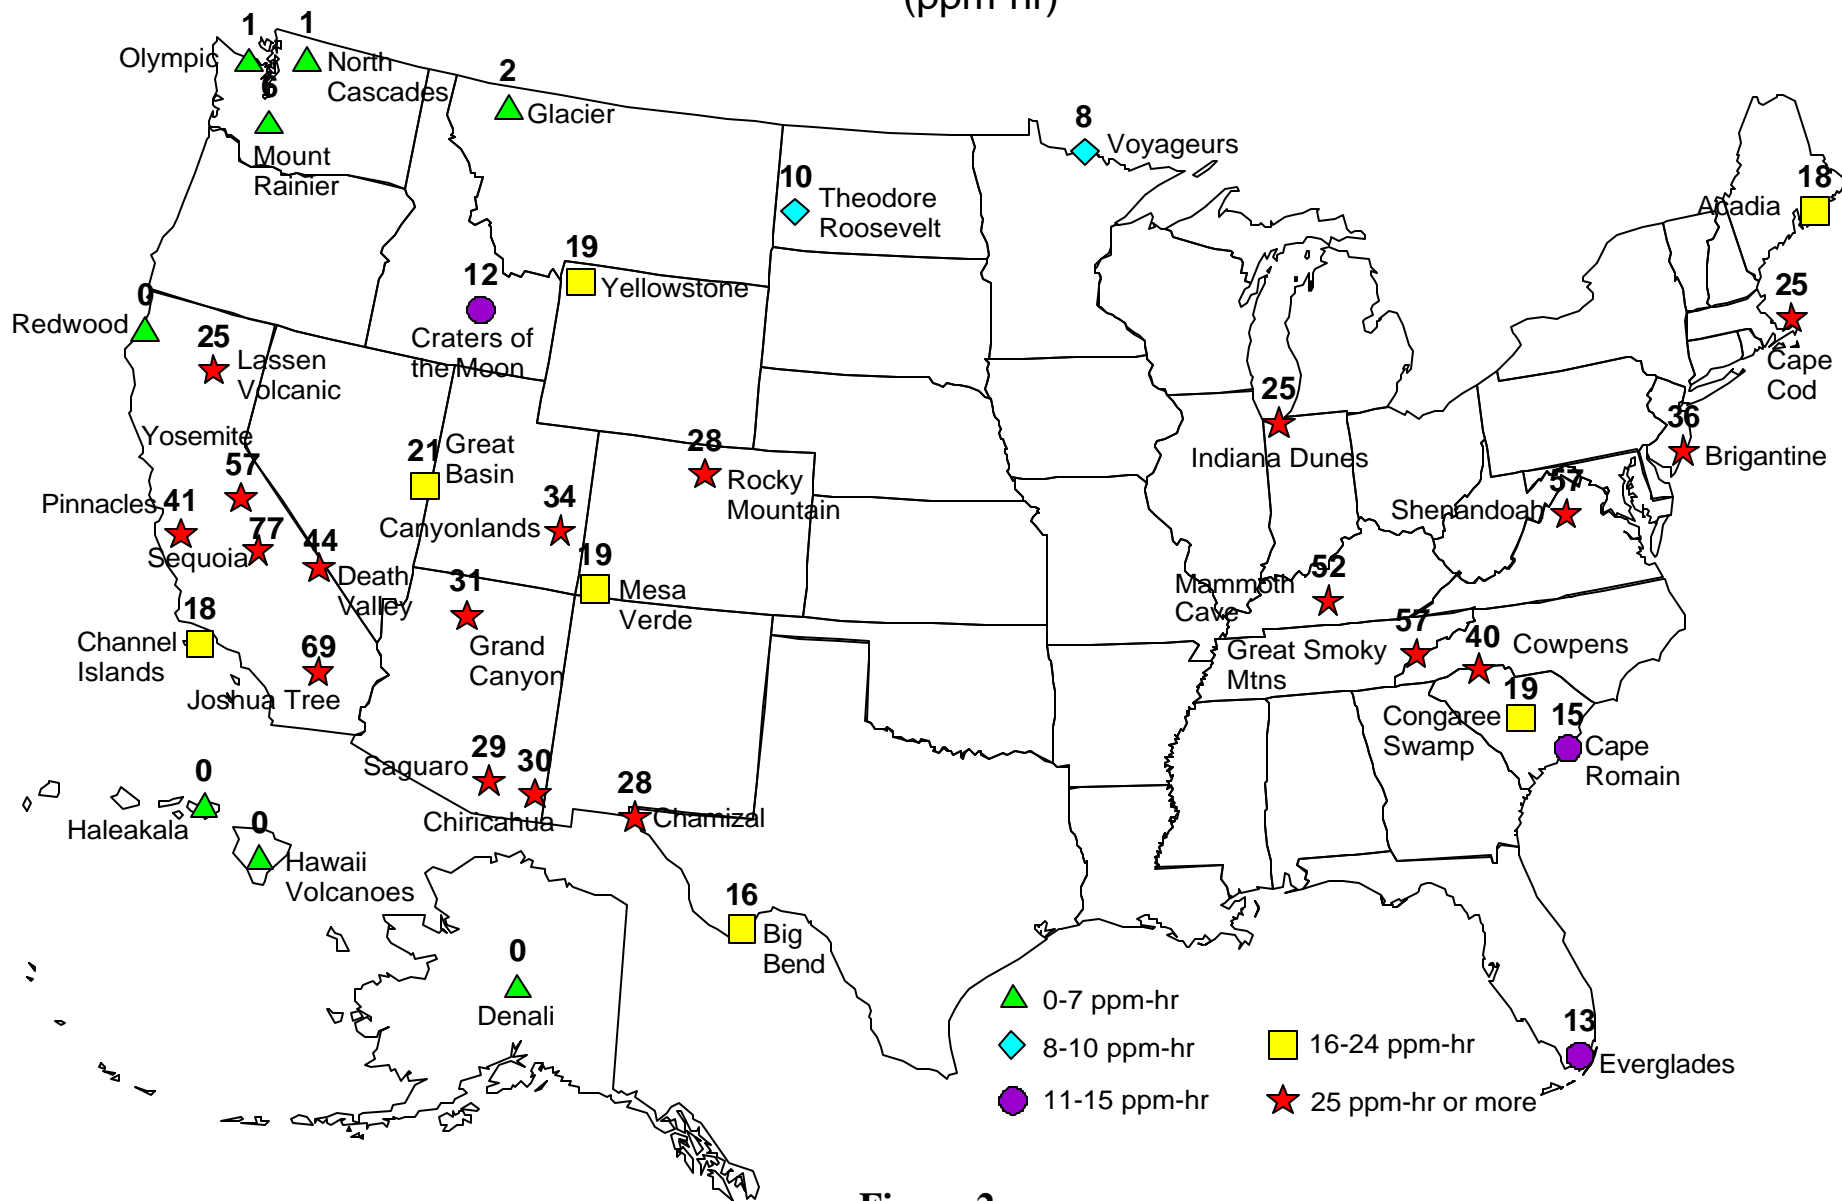 (ppm-hr)
1
Olympic
1
North
Cascades
6
Mount
Rainier
2
Glacier
8
Voyageurs
10
Theodore
Roosevelt
18
Acadia
19
Yellowstone
12
Craters of
the Moon
0
Redwood
25
Lassen
Volcanic
25
Cape
Cod
25
Indiana Dunes
36
Brigantine
Yosemite
57
21
Great
Basin
28
Rocky
Mountain
Pinnacles
41
Sequoia
77
44
Death
Valley
Canyonlands
34
19
Mesa
Verde
31
Grand
Canyon
57
Shenandoah
52
Mammoth
Cave
57
Great Smoky
Mtns
40
Cowpens
18
Channel
Islands
69
Joshua Tree
19
Congaree
Swamp
15
Cape
Romain
Saguaro
29
30
Chiricahua
28
Chamizal
0
Haleakala
0
Hawaii
Volcanoes
16
Big
Bend
0
Denali
13
Everglades
0-7 ppm-hr
8-10 ppm-hr
11-15 ppm-hr
16-24 ppm-hr
25 ppm-hr or more